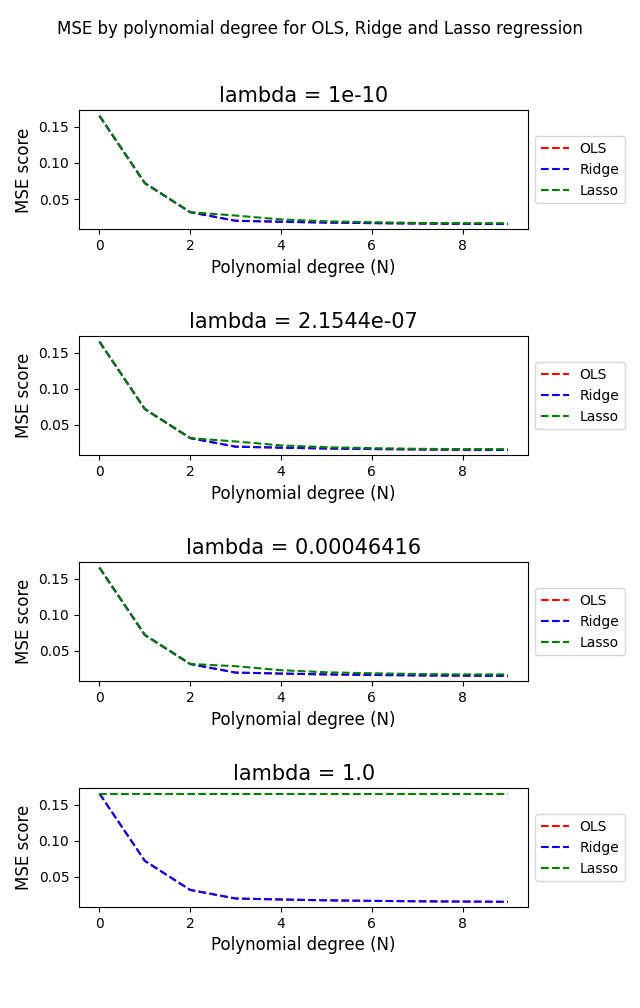 MSE by polynomial degree for OLS, Ridge and Lasso regression
lambda = 1e-10
MSE score
0.15
0.10
0.05
0 2 4 6 8
Polynomial degree (N)
OLS
Ridge
Lasso
lambda = 2.1544e-07
MSE score
0.15
0.10
0.05
0 2 4 6 8
Polynomial degree (N)
OLS
Ridge
Lasso
lambda = 0.00046416
MSE score
0.15
0.10
0.05
0 2 4 6 8
Polynomial degree (N)
OLS
Ridge
Lasso
lambda = 1.0
MSE score
0.15
0.10
0.05
0 2 4 6 8
Polynomial degree (N)
OLS
Ridge
Lasso